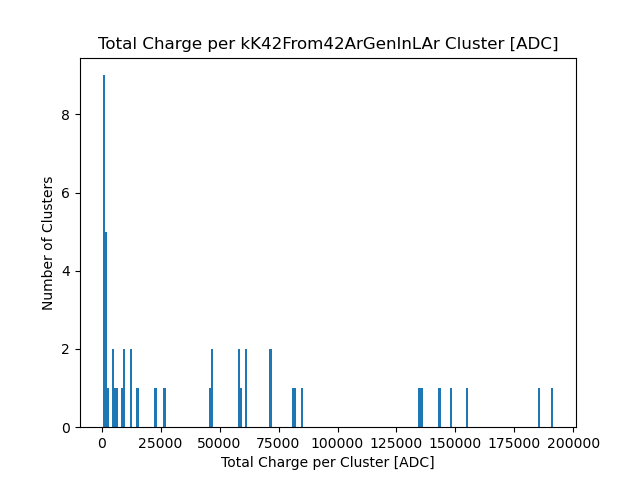 Total Charge per kK42From42ArGenInLAr Cluster [ADC]
8
6
4
2
0
Number of Clusters
0 25000 50000 75000 100000 125000 150000 175000 200000
Total Charge per Cluster [ADC]